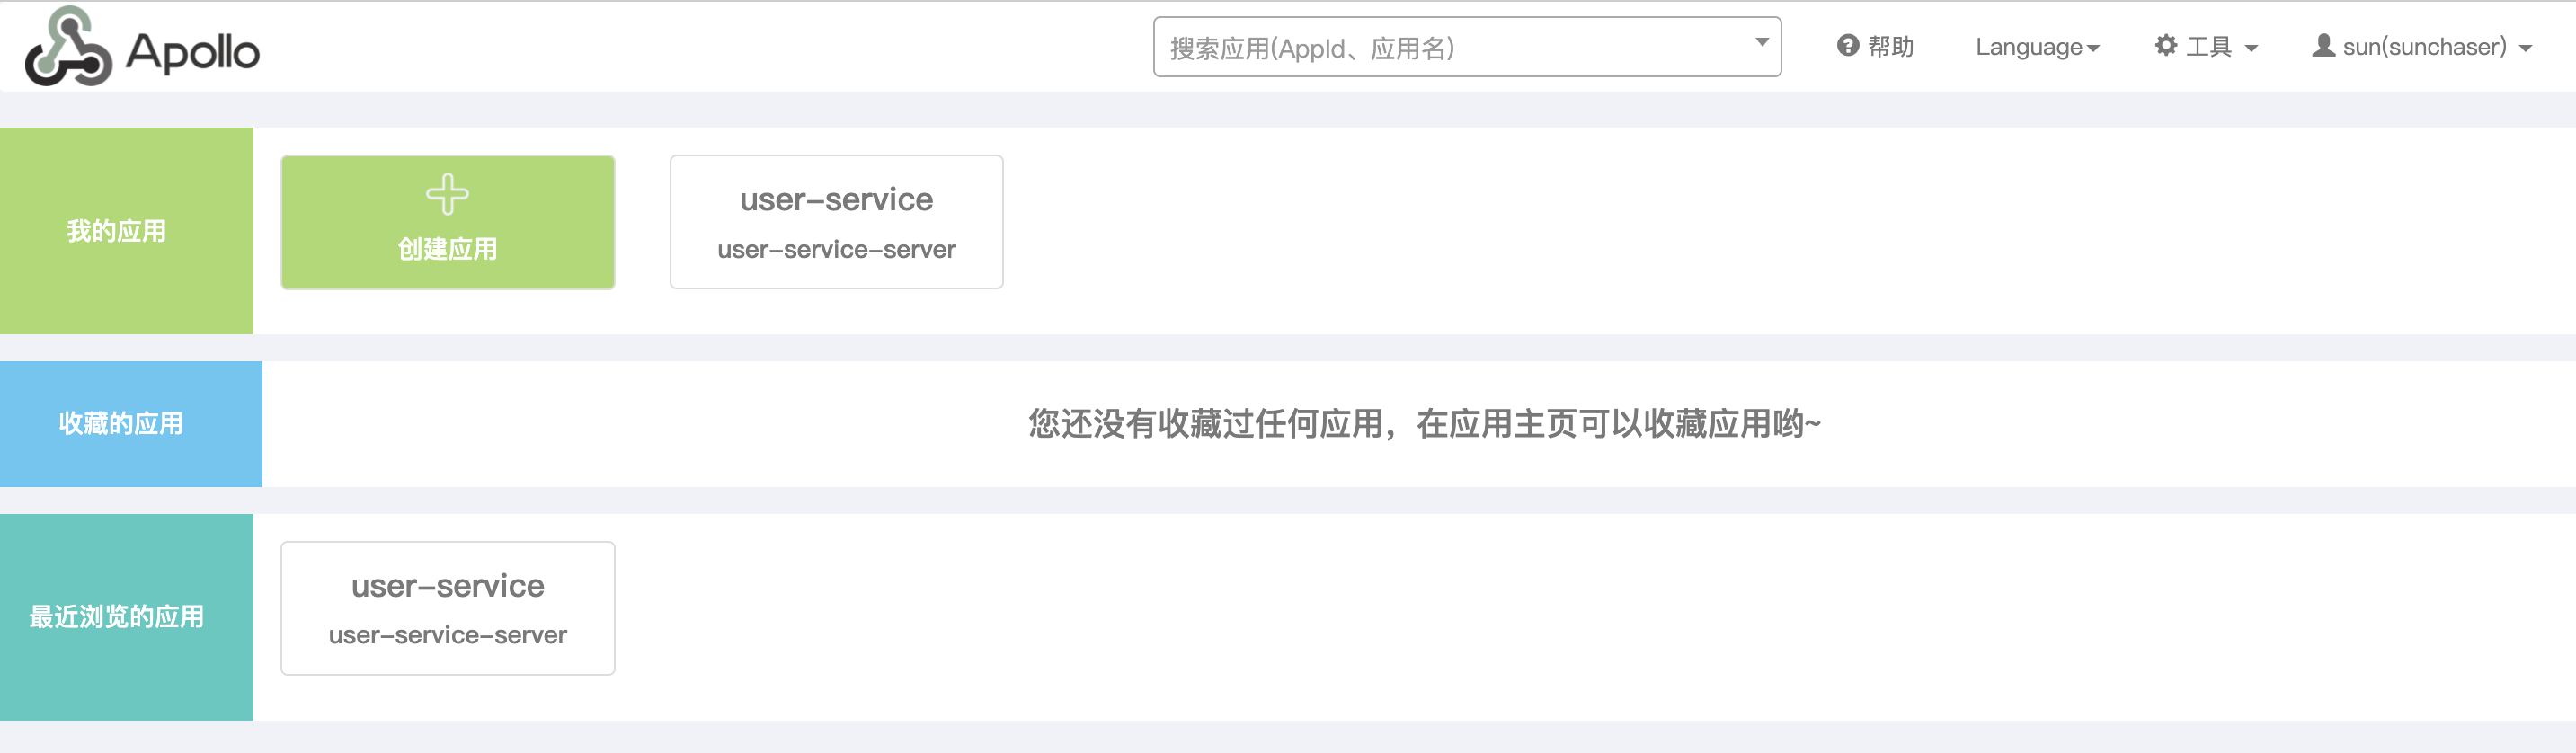 Apollo
搜索应用(AppId、应用名)
帮助
Language
工具
sun(sunchaser)
我的应用
创建应用
user-service
user-service-server
收藏的应用
您还没有收藏过任何应用，在应用主页可以收藏应用哟~
最近浏览的应用
user-service
user-service-server